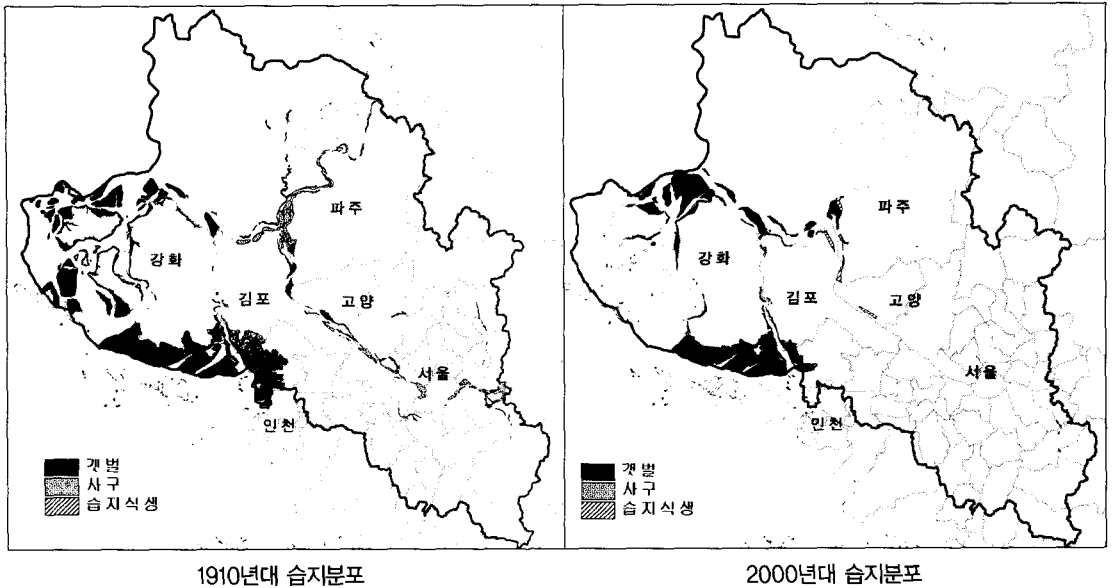 파주
강화
김포
고양
서울
인천
갯벌
사구
습지식생
1910년대 습지분포
파주
강화
김포
고양
서울
인천
갯벌
사구
습지식생
2000년대 습지분포